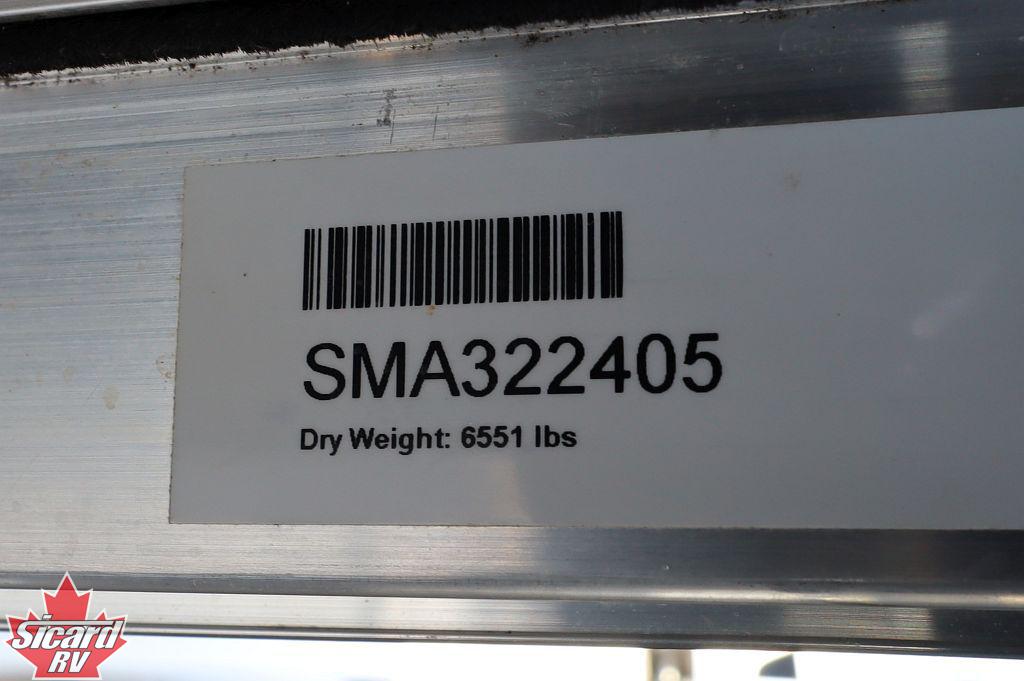 SMA322405
Dry Weight: 6551 lbs
Sicard
RV